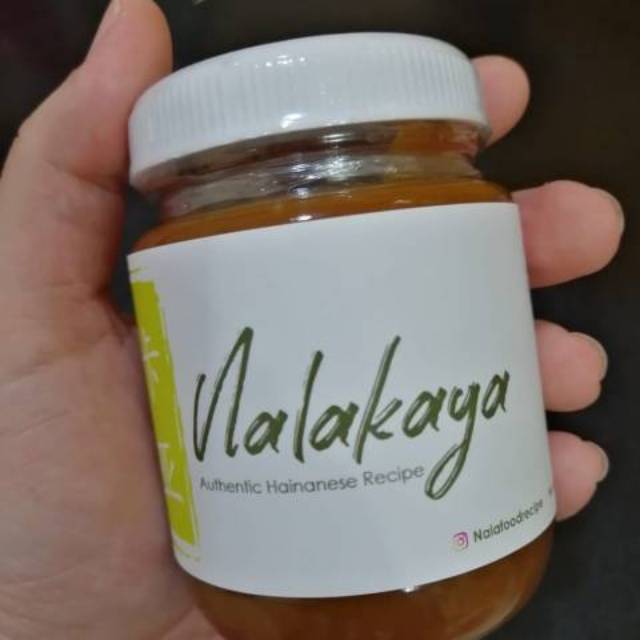 Nalakaya
Authentic Hainanese Recipe
Nalafoodrecipe